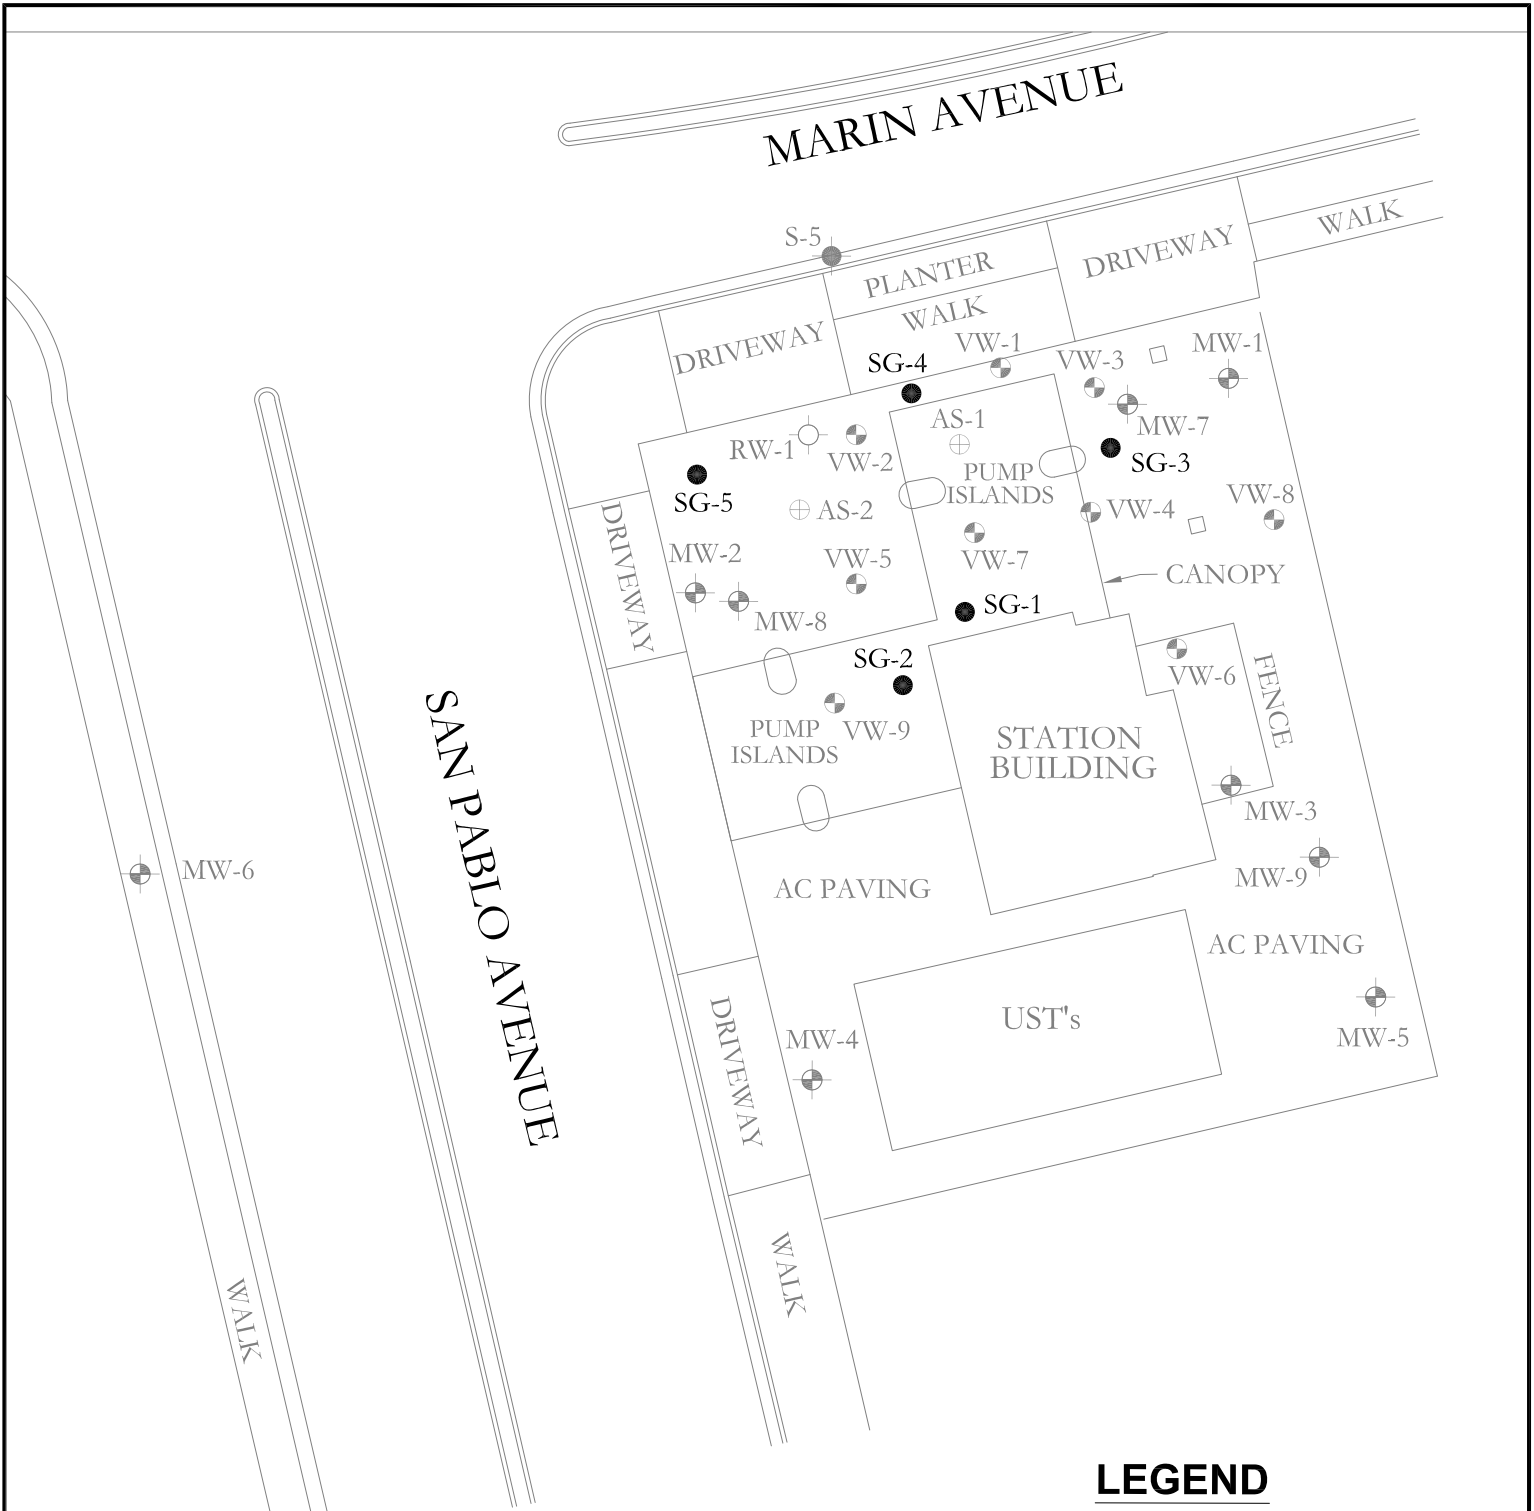 MARIN AVENUE
S-5
WALK
DRIVEWAY
PLANTER
WALK
DRIVEWAY
VW-1
SG-4
VW-3
MW-1
AS-1
MW-7
RW-1
VW-2
SG-3
PUMP
ISLANDS
SG-5
AS-2
VW-4
VW-8
DRIVEWAY
MW-2
VW-5
VW-7
CANOPY
MW-8
SG-1
SG-2
VW-6
FENCE
SAN PABLO AVENUE
PUMP
ISLANDS
VW-9
STATION
BUILDING
MW-3
MW-6
MW-9
AC PAVING
AC PAVING
DRIVEWAY
UST's
MW-4
MW-5
WALK
WALK
LEGEND